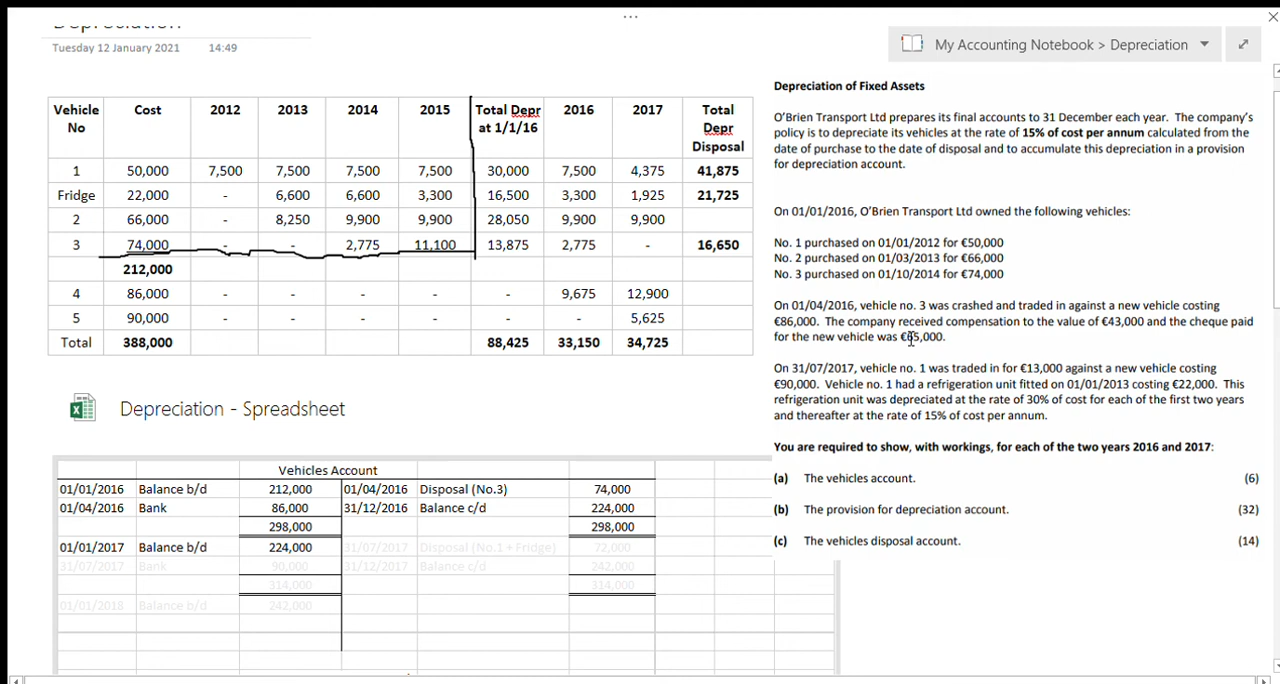 Depreciation
Tuesday 12 January 2021 14:49
My Accounting Notebook > Depreciation
Vehicle No Cost 2012 2013 2014 2015 Total Depr at 1/1/16 2016 2017 Total Depr Disposal
1 50,000 7,500 7,500 7,500 7,500 30,000 7,500 4,375 41,875
Fridge 22,000 - 6,600 6,600 3,300 16,500 3,300 1,925 21,725
2 66,000 - 8,250 9,900 9,900 28,050 9,900 9,900
3 74,000 - - 2,775 11,100 13,875 2,775 - 16,650
212,000
4 86,000 - - - - - 9,675 12,900
5 90,000 - - - - - 5,625
Total 388,000 88,425 33,150 34,725
Depreciation - Spreadsheet
Vehicles Account
01/01/2016 Balance b/d 212,000 01/04/2016 Disposal (No.3) 74,000
01/04/2016 Bank 86,000 31/12/2016 Balance c/d 224,000
298,000 298,000
01/01/2017 Balance b/d 224,000 31/07/2017 Disposal (No.1 + Fridge) 72,000
31/07/2017 Bank 90,000 31/12/2017 Balance c/d 242,000
314,000 314,000
01/01/2018 Balance b/d 242,000
Depreciation of Fixed Assets
O'Brien Transport Ltd prepares its final accounts to 31 December each year. The company's
policy is to depreciate its vehicles at the rate of 15% of cost per annum calculated from the
date of purchase to the date of disposal and to accumulate this depreciation in a provision
for depreciation account.
On 01/01/2016, O'Brien Transport Ltd owned the following vehicles:
No. 1 purchased on 01/01/2012 for €50,000
No. 2 purchased on 01/03/2013 for €66,000
No. 3 purchased on 01/10/2014 for €74,000
On 01/04/2016, vehicle no. 3 was crashed and traded in against a new vehicle costing
€86,000. The company received compensation to the value of €43,000 and the cheque paid
for the new vehicle was
On 31/07/2017, vehicle no. 1 was traded in for €13,000 against a new vehicle costing
€90,000. Vehicle no. 1 had a refrigeration unit fitted on 01/01/2013 costing €22,000. This
refrigeration unit was depreciated at the rate of 30% of cost for each of the first two years
and thereafter at the rate of 15% of cost per annum.
You are required to show, with workings, for each of the two years 2016 and 2017:
(a) The vehicles account. (6)
(b) The provision for depreciation account. (32)
(c) The vehicles disposal account. (14)